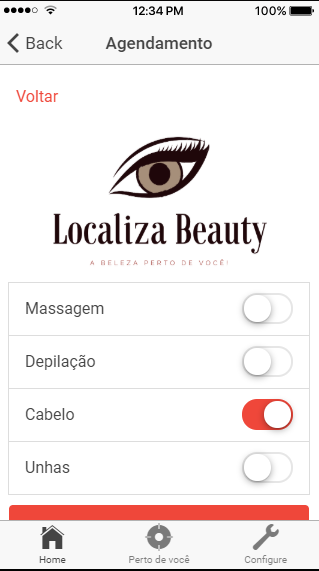 12:34 PM 100%
Back Agendamento
Voltar
Localiza Beauty
A BELEZA PERTO DE VOCÊ!
Massagem
Depilação
Cabelo
Unhas
Home Perto de você Configure